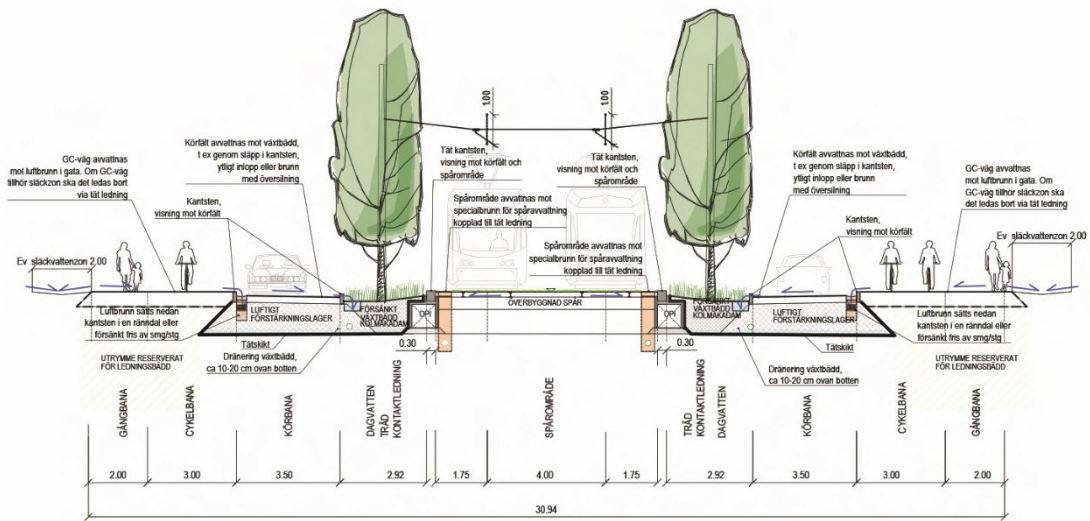 1.00
1.00
GC-väg avvattnas
mot luftbrunn i gata. Om GC-väg
tillhör släckzon ska det ledas bort
via tät ledning
Körfält avvattnas mot växtbädd,
t ex genom släpp i kantsten,
ytligt inlopp eller brunn
med översilning
Kantsten,
visning mot körfält
Ev släckvattenzon 2.00
Tät kantsten,
visning mot körfält och
spårområde
Spårområde avvattnas mot
specialbrunn för spåravvattning
kopplad till tät ledning
Tät kantsten,
visning mot körfält och
spårområde
Spårområde avvattnas mot
specialbrunn för spåravvattning
kopplad till tät ledning
Körfält avvattnas mot växtbädd,
t ex genom släpp i kantsten,
ytligt inlopp eller brunn
med översilning
Kantsten,
visning mot körfält
GC-väg avvattnas
mot luftbrunn i gata. Om
GC-väg tillhör släckzon ska
det ledas bort via tät ledning
Ev släckvattenzon 2.00
Luftbrunn sätts nedan
kantsten i en ränndal eller
försänkt fris av smg/stg
LUFTIGT
FÖRSTÄRKNINGSLAGER
FÖRSÄNKT
VÄXTBÄDD
KOLMAKADAM
OPI
ÖVERBYGGNAD SPÅR
OPI
FÖRSÄNKT
VÄXTBÄDD
KOLMAKADAM
LUFTIGT
FÖRSTÄRKNINGSLAGER
Luftbrunn sätts nedan
kantsten i en ränndal eller
försänkt fris av smg/stg
Tätskikt
Dränering växtbädd,
ca 10-20 cm ovan botten
0.30
0.30
Tätskikt
Dränering växtbädd,
ca 10-20 cm ovan botten
UTRYMME RESERVERAT
FÖR LEDNINGSBÄDD
UTRYMME RESERVERAT
FÖR LEDNINGSBÄDD
GÅNGBANA
CYKELBANA
KÖRBANA
DAGVATTEN
TRÄD
KONTAKTLEDNING
SPÅROMRÅDE
TRÄD
KONTAKTLEDNING
DAGVATTEN
KÖRBANA
CYKELBANA
GÅNGBANA
2.00 3.00 3.50 2.92 1.75 4.00 1.75 2.92 3.50 3.00 2.00
30.94